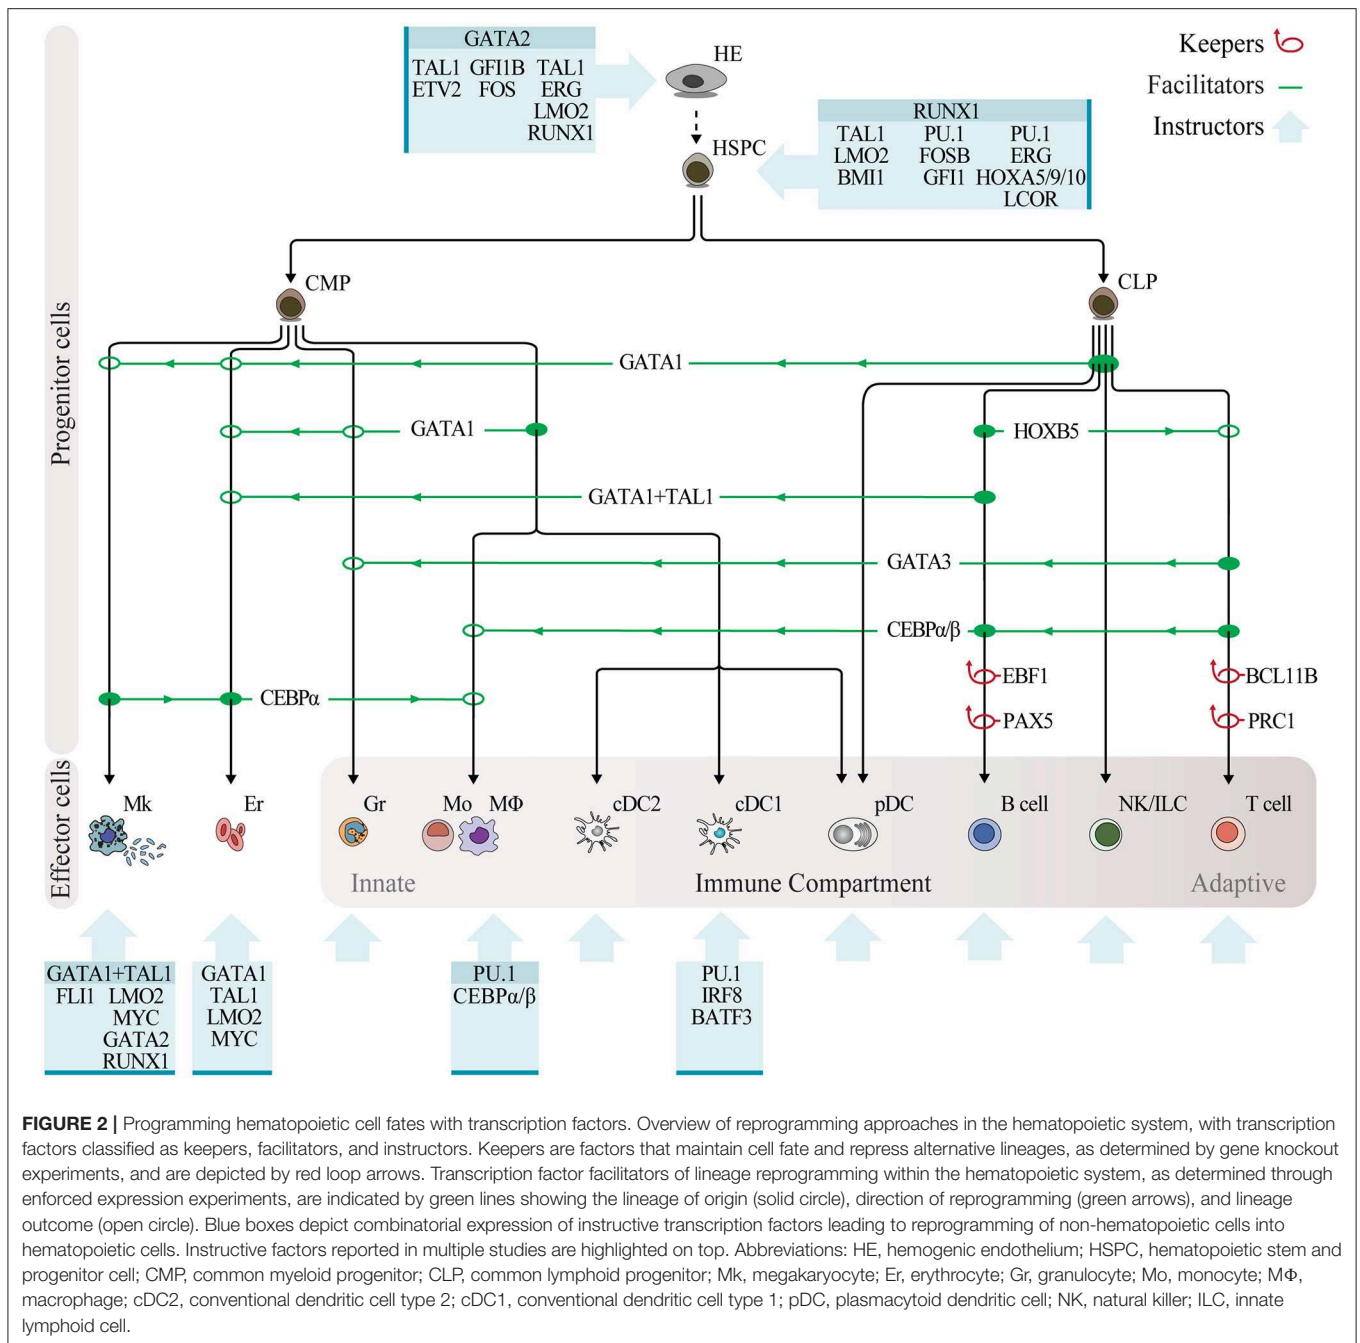 Keepers
Facilitators
Instructors
GATA2
TAL1 GFI1B TAL1
ETV2 FOS ERG
LMO2
RUNX1
HE
RUNX1
TAL1 PU.1 PU.1
LMO2 FOSB ERG
BMI1 GFI1 HOXA5/9/10
LCOR
HSPC
CMP
CLP
Progenitor cells
GATA1
GATA1
HOXB5
GATA1+TAL1
GATA3
CEBPα/β
EBF1
BCL11B
CEBPα
PAX5
PRC1
Effector cells
Mk
Er
Gr
Mo
MΦ
cDC2
cDC1
pDC
B cell
NK/ILC
T cell
Innate
Immune Compartment
Adaptive
GATA1+TAL1
FLI1 LMO2
MYC
GATA2
RUNX1
GATA1
TAL1
LMO2
MYC
PU.1
CEBPα/β
PU.1
IRF8
BATF3
FIGURE 2 | Programming hematopoietic cell fates with transcription factors. Overview of reprogramming approaches in the hematopoietic system, with transcription
factors classified as keepers, facilitators, and instructors. Keepers are factors that maintain cell fate and repress alternative lineages, as determined by gene knockout
experiments, and are depicted by red loop arrows. Transcription factor facilitators of lineage reprogramming within the hematopoietic system, as determined through
enforced expression experiments, are indicated by green lines showing the lineage of origin (solid circle), direction of reprogramming (green arrows), and lineage
outcome (open circle). Blue boxes depict combinatorial expression of instructive transcription factors leading to reprogramming of non-hematopoietic cells into
hematopoietic cells. Instructive factors reported in multiple studies are highlighted on top. Abbreviations: HE, hemogenic endothelium; HSPC, hematopoietic stem and
progenitor cell; CMP, common myeloid progenitor; CLP, common lymphoid progenitor; Mk, megakaryocyte; Er, erythrocyte; Gr, granulocyte; Mo, monocyte; MΦ,
macrophage; cDC2, conventional dendritic cell type 2; cDC1, conventional dendritic cell type 1; pDC, plasmacytoid dendritic cell; NK, natural killer; ILC, innate
lymphoid cell.